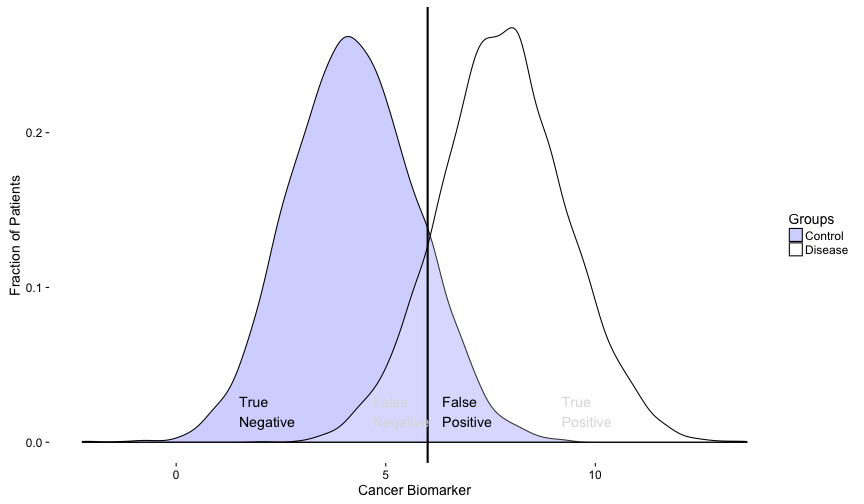 0.2
0.1
0.0
Fraction of Patients
True
Negative
False
Negative
False
Positive
True
Positive
0
5
10
Cancer Biomarker
Groups
Control
Disease